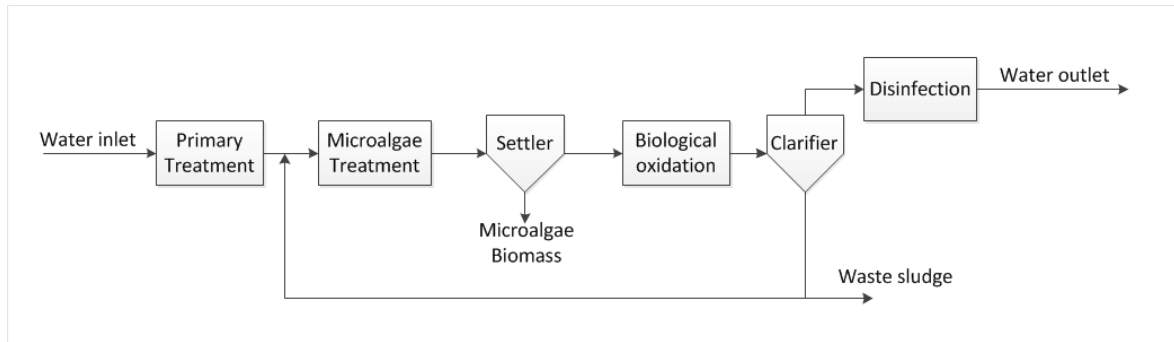 Water inlet
Primary
Treatment
Microalgae
Treatment
Settler
Microalgae
Biomass
Biological
oxidation
Clarifier
Disinfection
Water outlet
Waste sludge